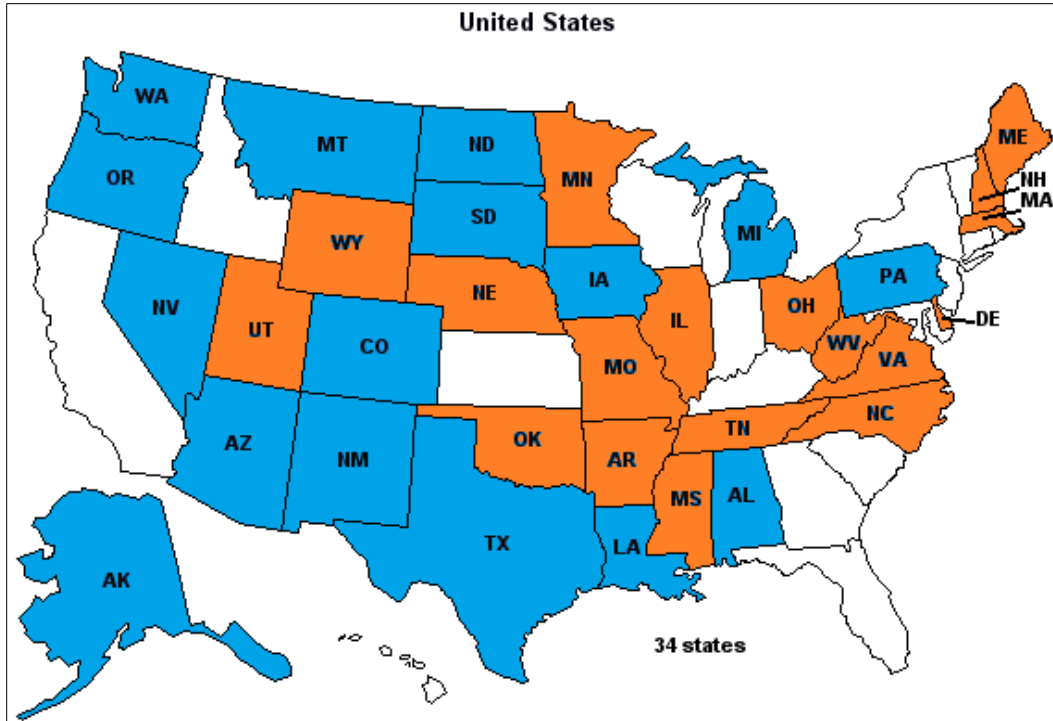 United States
WA
MT
ND
MN
ME
OR
NH
MA
SD
WY
MI
IA
PA
NE
NV
IL
OH
DE
UT
CO
WV
MO
VA
NC
TN
OK
AZ
NM
AR
MS
AL
TX
LA
AK
34 states